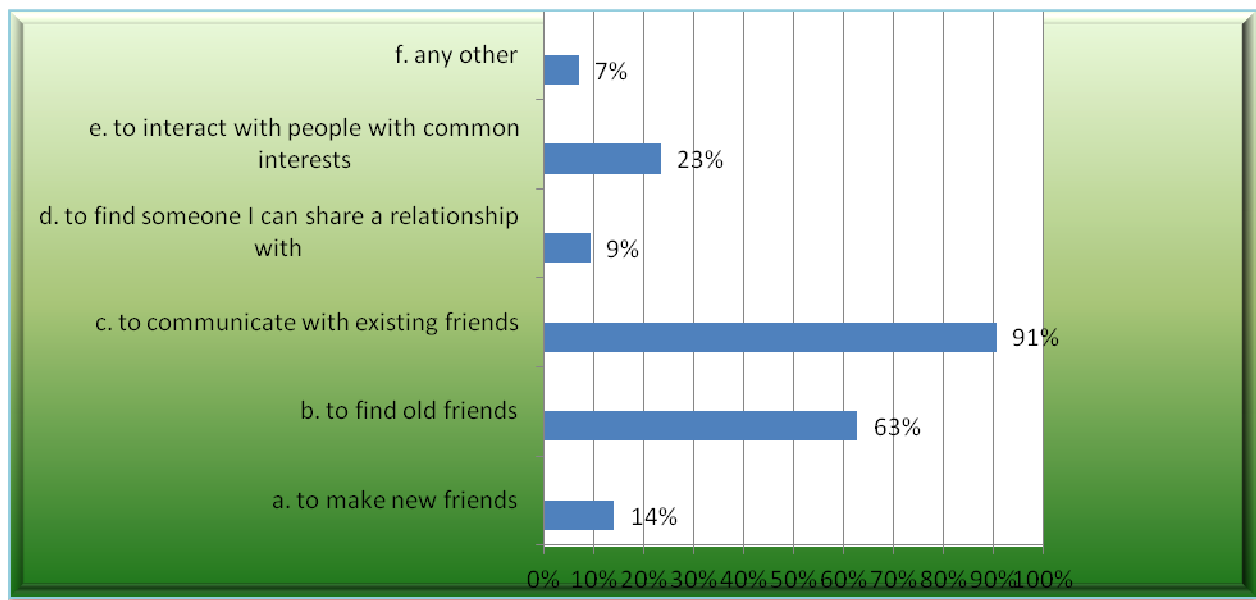 f. any other
7%
e. to interact with people with common
interests
23%
d. to find someone I can share a relationship
with
9%
c. to communicate with existing friends
91%
b. to find old friends
63%
a. to make new friends
14%
0% 10% 20% 30% 40% 50% 60% 70% 80% 90% 100%